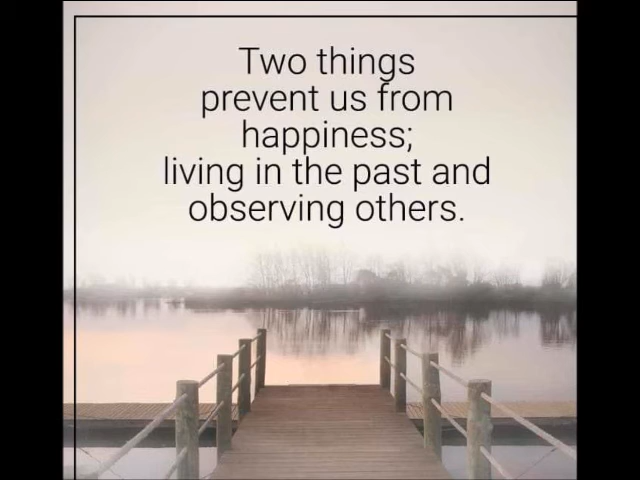 Two things
prevent us from
happiness;
living in the past and
observing others.